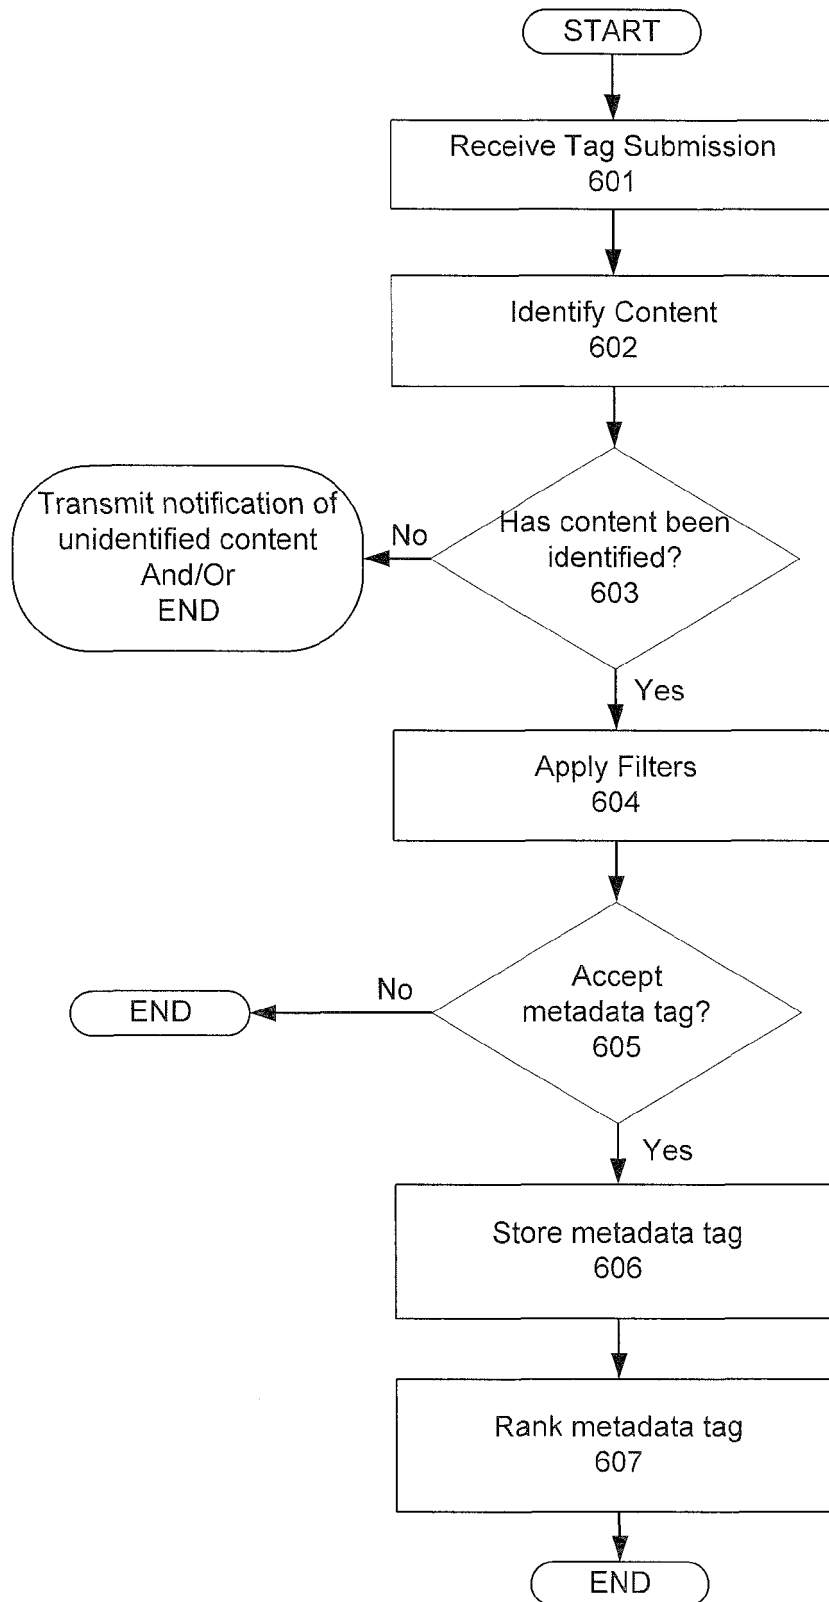 START
Receive Tag Submission
601
Identify Content
602
Has content been
identified?
603
No
Transmit notification of
unidentified content
And/Or
END
Yes
Apply Filters
604
Accept
metadata tag?
605
No
END
Yes
Store metadata tag
606
Rank metadata tag
607
END